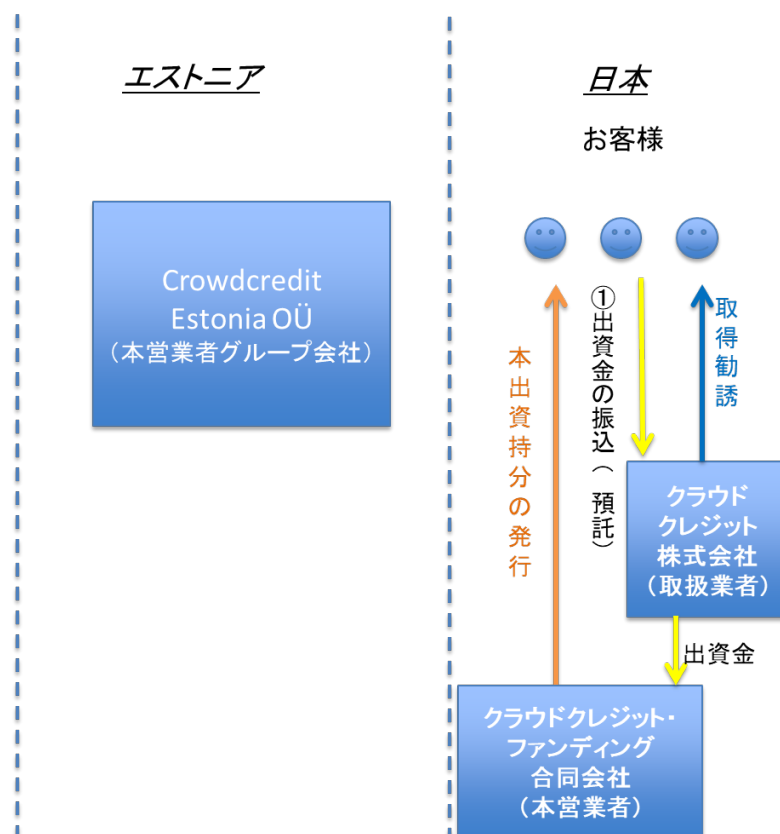 エストニア
日本
お客様
Crowdcredit
Estonia OÜ
（本営業者グループ会社）
本出資持分の発行
①出資金の振込（預託）
取得勧誘
クラウド
クレジット
株式会社
（取扱業者）
出資金
クラウドクレジット・
ファンディング
合同会社
（本営業者）